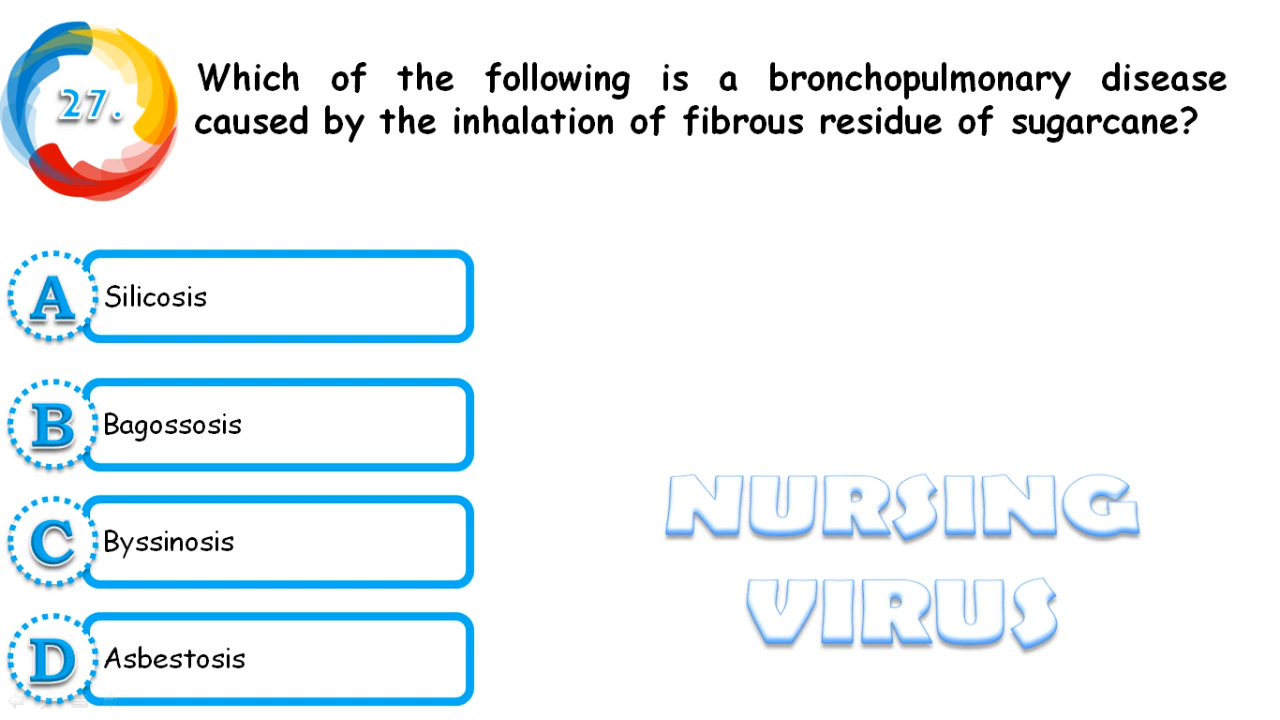 27.
Which of the following is a bronchopulmonary disease
caused by the inhalation of fibrous residue of sugarcane?
A Silicosis
B Bagossosis
C Byssinosis
D Asbestosis
NURSING
VIRUS